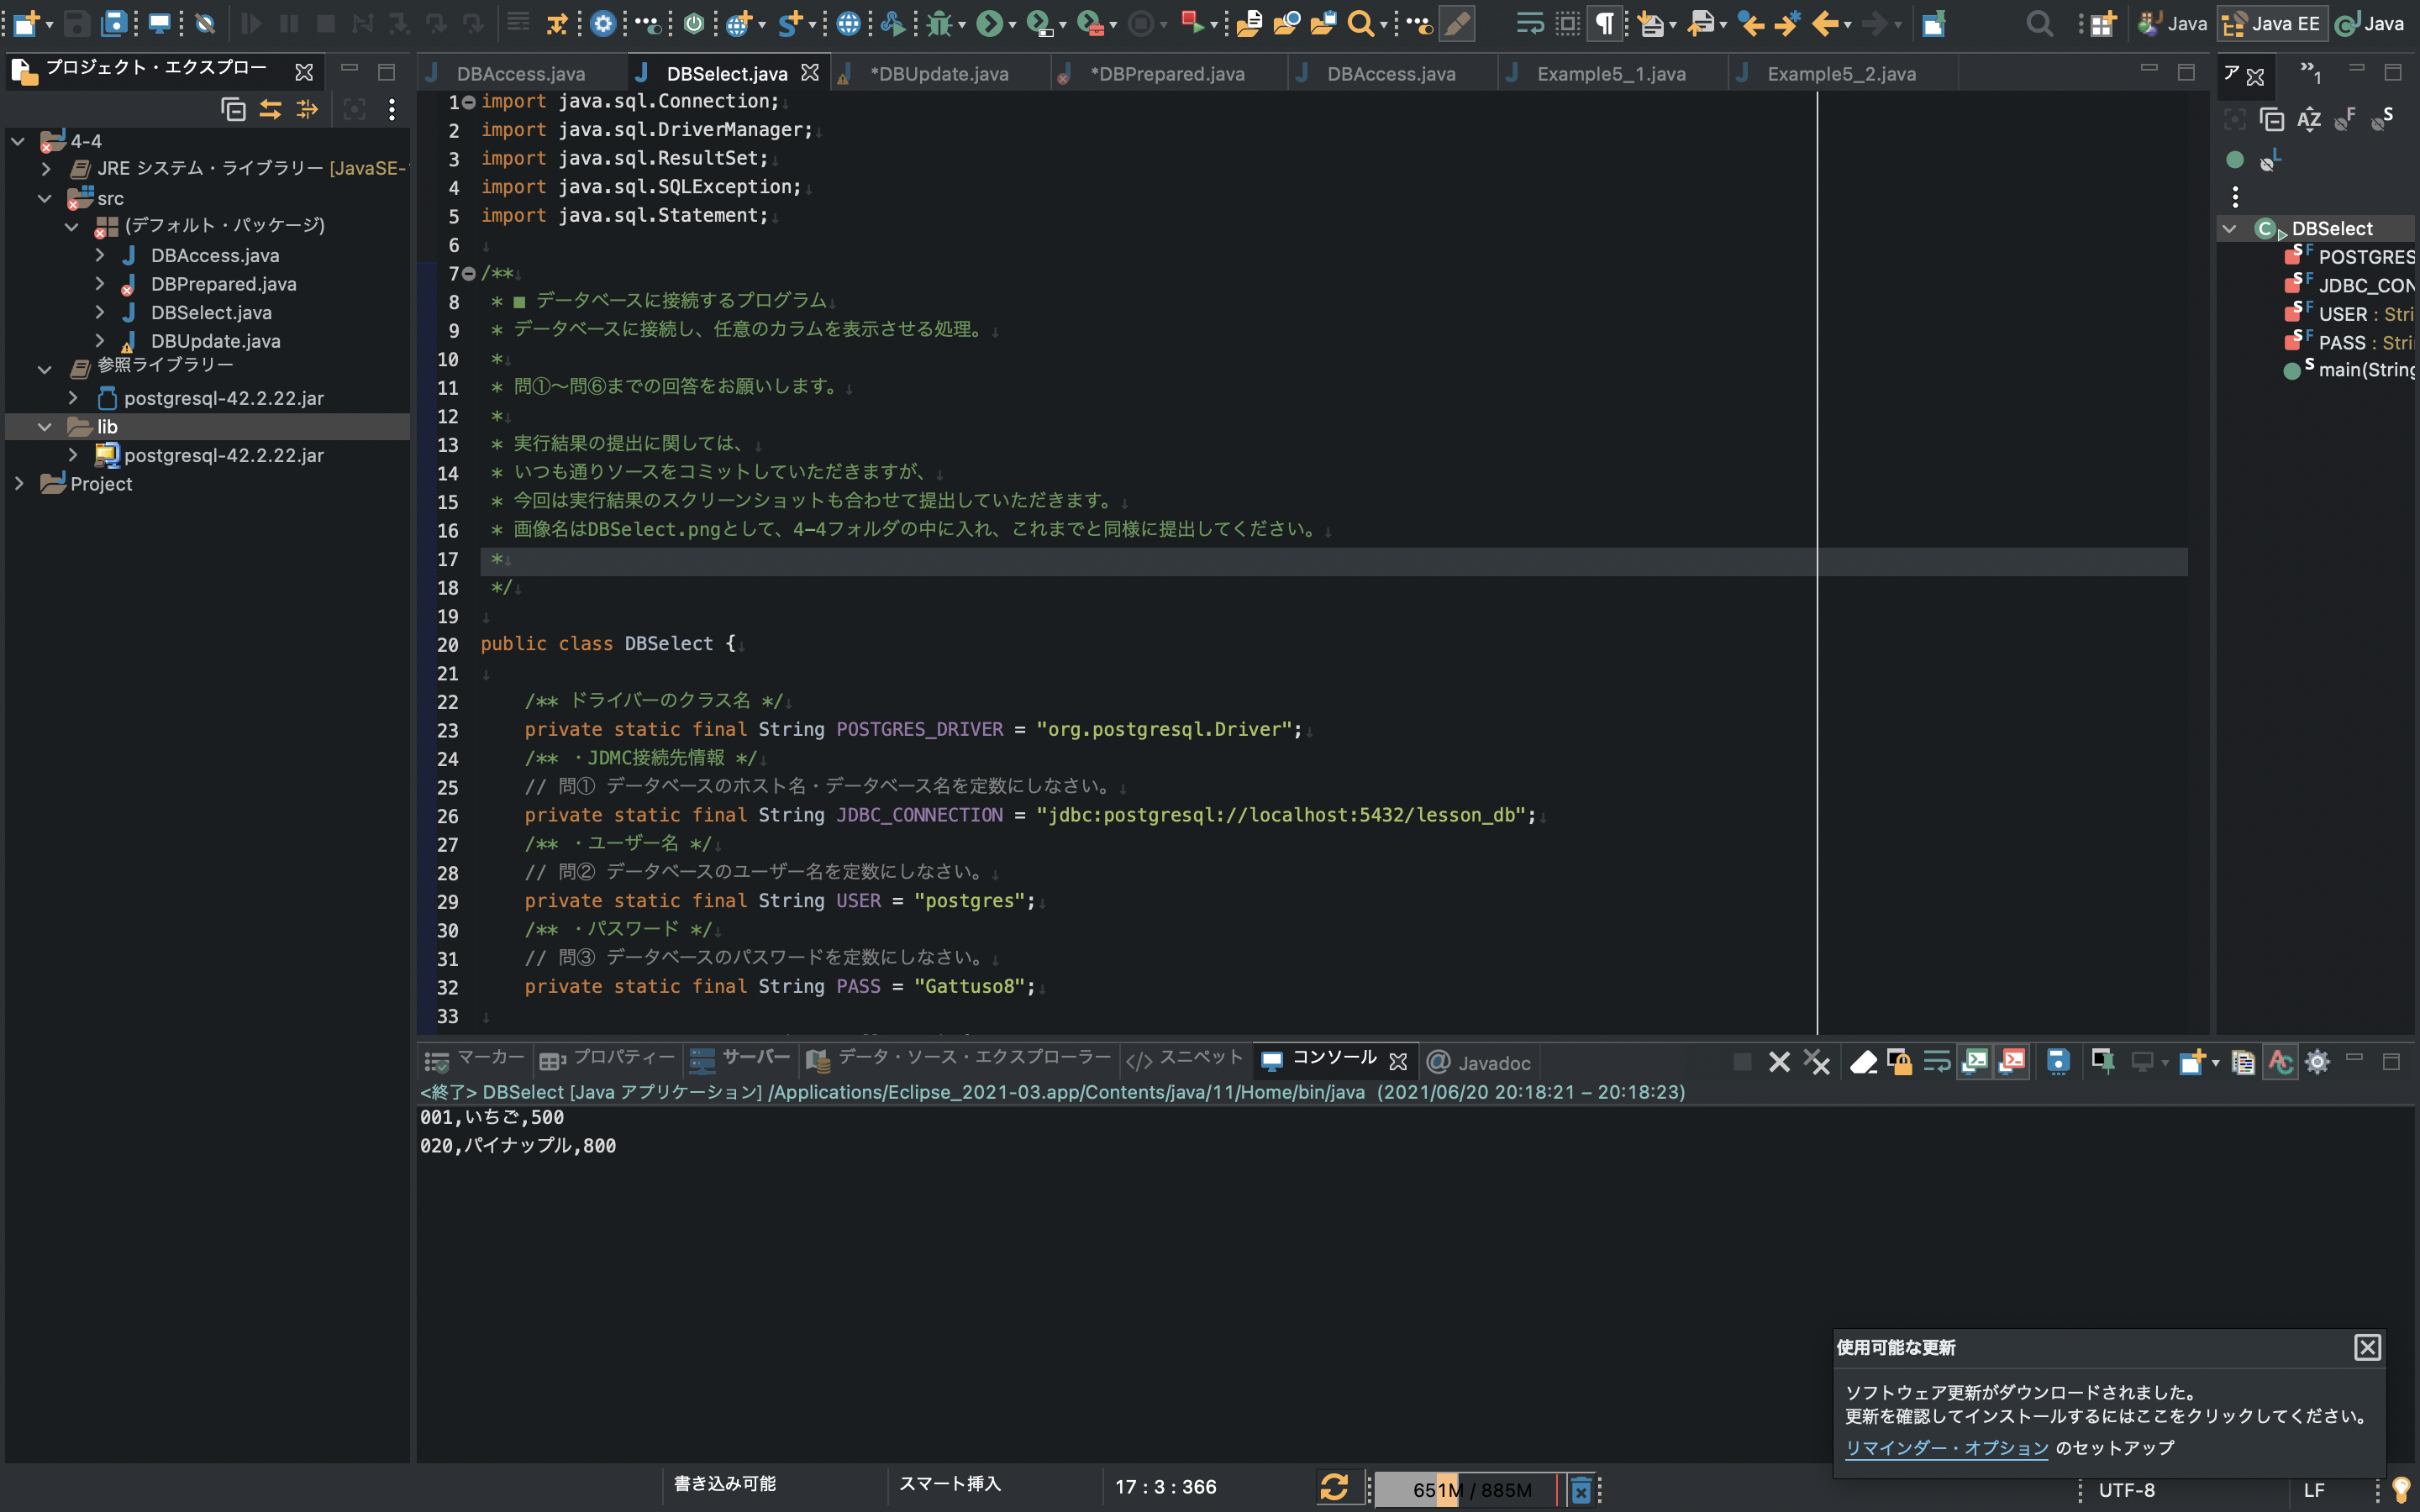 Java
Java EE
Java
プロジェクト・エクスプロー
4-4
JRE システム・ライブラリー [JavaSE-
src
(デフォルト・パッケージ)
DBAccess.java
DBPrepared.java
DBSelect.java
DBUpdate.java
参照ライブラリー
postgresql-42.2.22.jar
lib
postgresql-42.2.22.jar
Project
DBAccess.java
DBSelect.java
*DBUpdate.java
*DBPrepared.java
DBAccess.java
Example5_1.java
Example5_2.java
1 import java.sql.Connection;
2 import java.sql.DriverManager;
3 import java.sql.ResultSet;
4 import java.sql.SQLException;
5 import java.sql.Statement;
6
7 /**
8 * ■ データベースに接続するプログラム
9 * データベースに接続し、任意のカラムを表示させる処理。
10 *
11 * 問①〜問⑥までの回答をお願いします。
12 *
13 * 実行結果の提出に関しては、
14 * いつも通りソースをコミットしていただきますが、
15 * 今回は実行結果のスクリーンショットも合わせて提出していただきます。
16 * 画像名はDBSelect.pngとして、4-4フォルダの中に入れ、これまでと同様に提出してください。
17 *
18 */
19
20 public class DBSelect {
21
22 /** ドライバーのクラス名 */
23 private static final String POSTGRES_DRIVER = "org.postgresql.Driver";
24 /** ・JDMC接続先情報 */
25 // 問① データベースのホスト名・データベース名を定数にしなさい。
26 private static final String JDBC_CONNECTION = "jdbc:postgresql://localhost:5432/lesson_db";
27 /** ・ユーザー名 */
28 // 問② データベースのユーザー名を定数にしなさい。
29 private static final String USER = "postgres";
30 /** ・パスワード */
31 // 問③ データベースのパスワードを定数にしなさい。
32 private static final String PASS = "Gattuso8";
33
ア
»1
DBSelect
POSTGRES
JDBC_CON
USER : Stri
PASS : Stri
main(String
マーカー
プロパティー
サーバー
データ・ソース・エクスプローラー
スニペット
コンソール
Javadoc
<終了> DBSelect [Java アプリケーション] /Applications/Eclipse_2021-03.app/Contents/java/11/Home/bin/java (2021/06/20 20:18:21 – 20:18:23)
001,いちご,500
020,パイナップル,800
使用可能な更新
ソフトウェア更新がダウンロードされました。
更新を確認してインストールするにはここをクリックしてください。
リマインダー・オプション のセットアップ
書き込み可能
スマート挿入
17 : 3 : 366
651M / 885M
UTF-8
LF